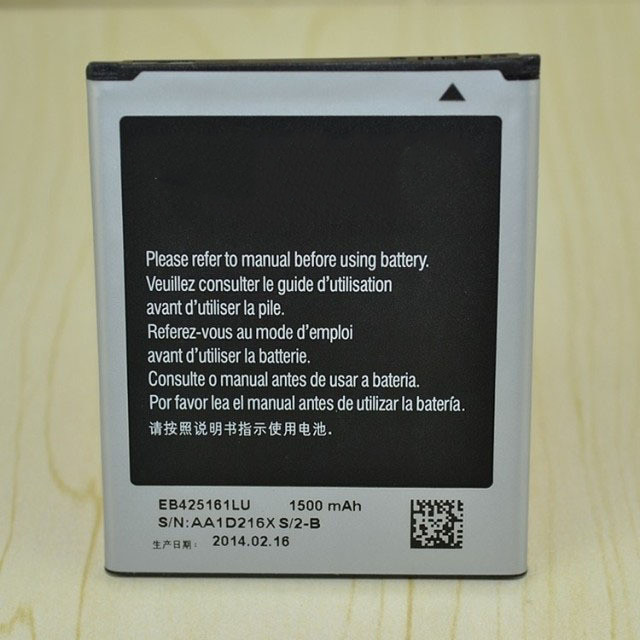 Please refer to manual before using battery.
Veuillez consulter le guide d'utilisation
avant d'utiliser la pile.
Referez-vous au mode d'emploi
avant d'utiliser la batterie.
Consulte o manual antes de usar a bateria.
Por favor lea el manual antes de utilizar la batería.
请按照说明书指示使用电池.
EB425161LU 1500 mAh
S/N:AA1D216X S/2-B
生产日期: 2014.02.16